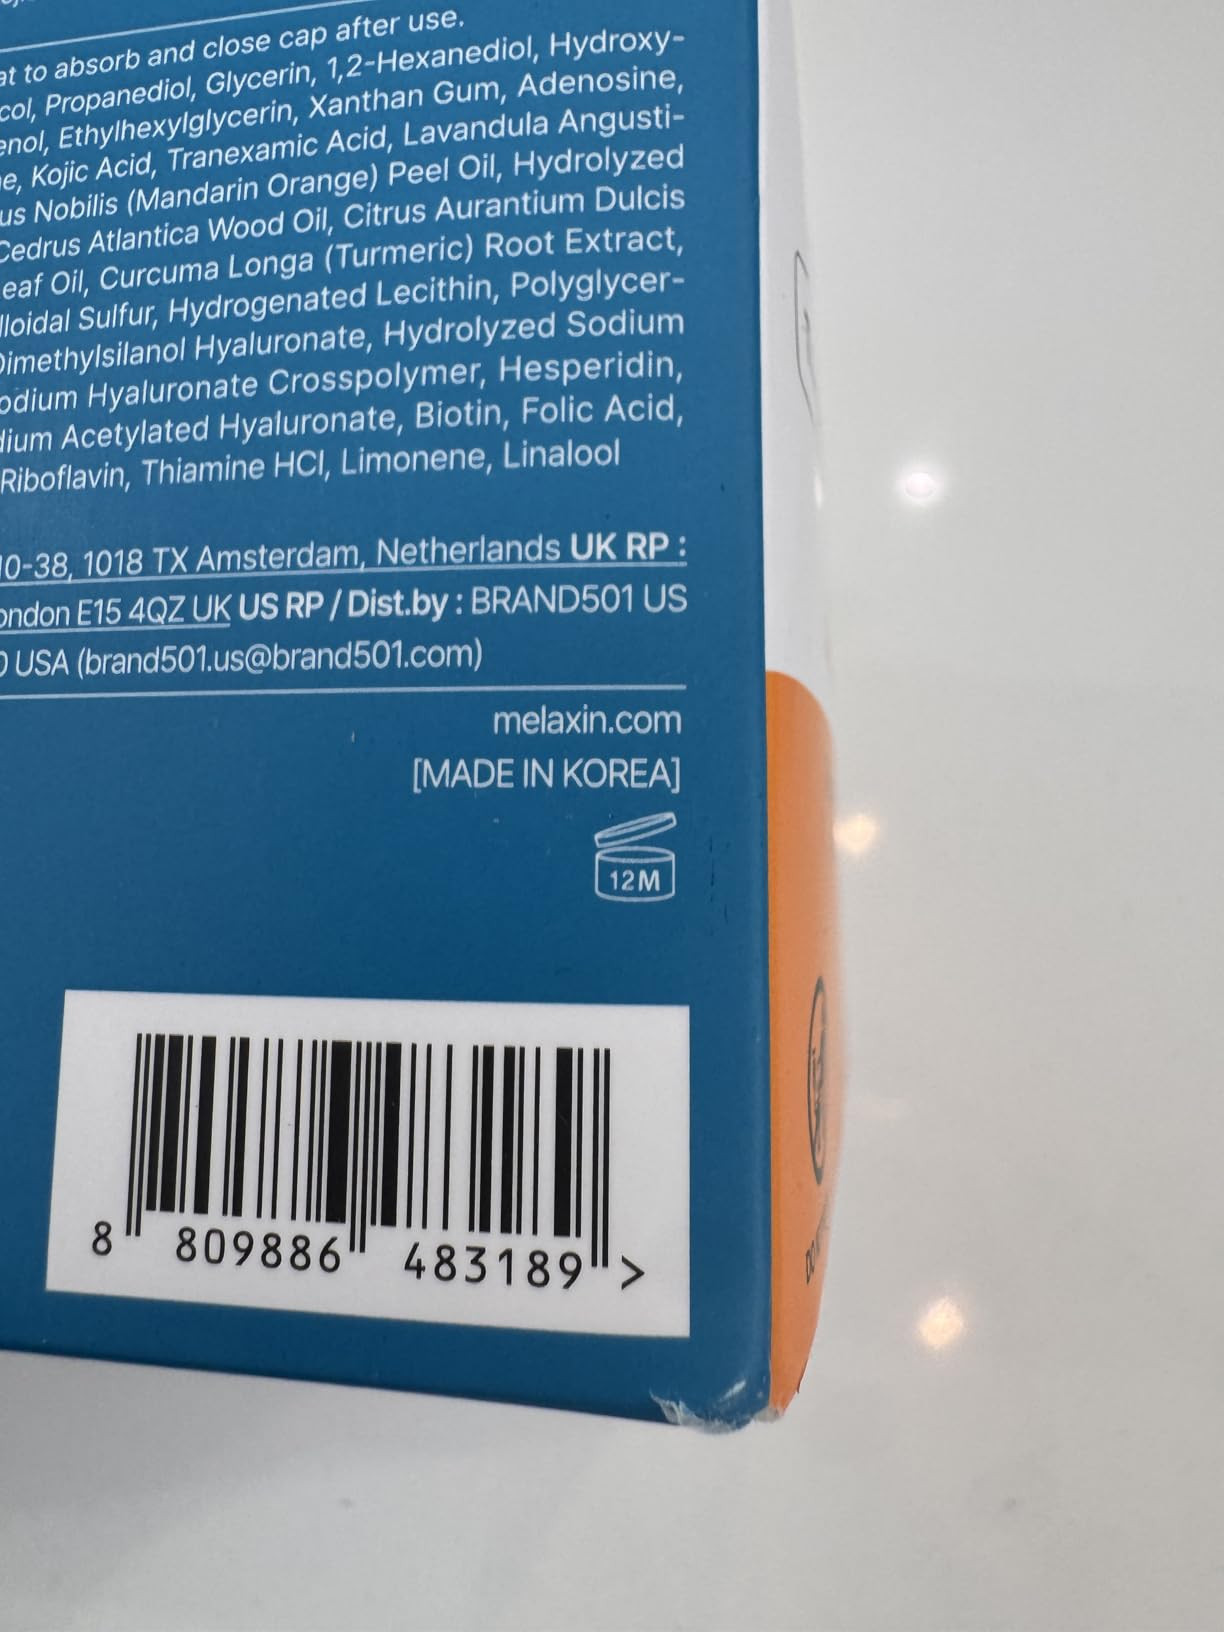 to absorb and close cap after use.
Propanediol, Glycerin, 1,2-Hexanediol, Hydroxy-
Ethylhexylglycerin, Xanthan Gum, Adenosine,
Kojic Acid, Tranexamic Acid, Lavandula Angusti-
Nobilis (Mandarin Orange) Peel Oil, Hydrolyzed
Cedrus Atlantica Wood Oil, Citrus Aurantium Dulcis
eaf Oil, Curcuma Longa (Turmeric) Root Extract,
lloidal Sulfur, Hydrogenated Lecithin, Polyglycer-
Dimethylsilanol Hyaluronate, Hydrolyzed Sodium
odium Hyaluronate Crosspolymer, Hesperidin,
dium Acetylated Hyaluronate, Biotin, Folic Acid,
Riboflavin, Thiamine HCl, Limonene, Linalool
10-38, 1018 TX Amsterdam, Netherlands UK RP :
ondon E15 4QZ UK US RP / Dist.by : BRAND501 US
USA (brand501.us@brand501.com)
melaxin.com
[MADE IN KOREA]
12M
8 809886 483189 >